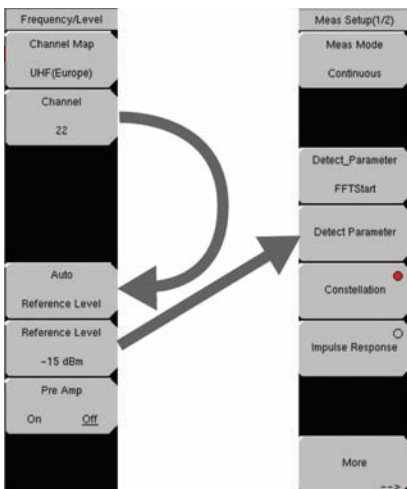 Frequency/Level
Channel Map
UHF(Europe)
Channel
22
Auto
Reference Level
Reference Level
-15 dBm
Pre Amp
On Off
Meas Setup(1/2)
Meas Mode
Continuous
Detect_Parameter
FFTStart
Detect Parameter
Constellation
Impulse Response
More
-->